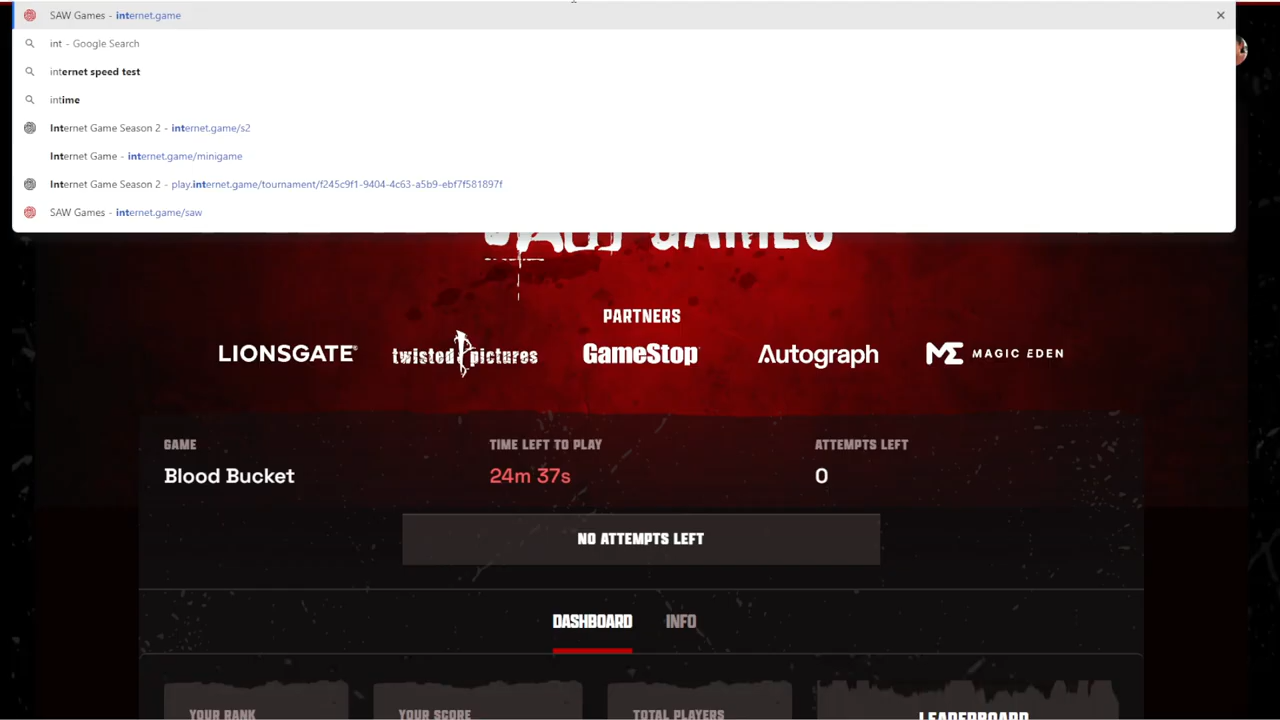 SAW Games - internet.game
int - Google Search
internet speed test
intime
Internet Game Season 2 - internet.game/s2
Internet Game - internet.game/minigame
Internet Game Season 2 - play.internet.game/tournament/f245c9f1-9404-4c63-a5b9-ebf7f581897f
SAW Games - internet.game/saw
SAW GAMES
PARTNERS
LIONSGATE® twisted pictures GameStop Autograph ME MAGIC EDEN
GAME TIME LEFT TO PLAY ATTEMPTS LEFT
Blood Bucket 24m 37s 0
NO ATTEMPTS LEFT
DASHBOARD INFO
YOUR RANK YOUR SCORE TOTAL PLAYERS LEADERBOARD